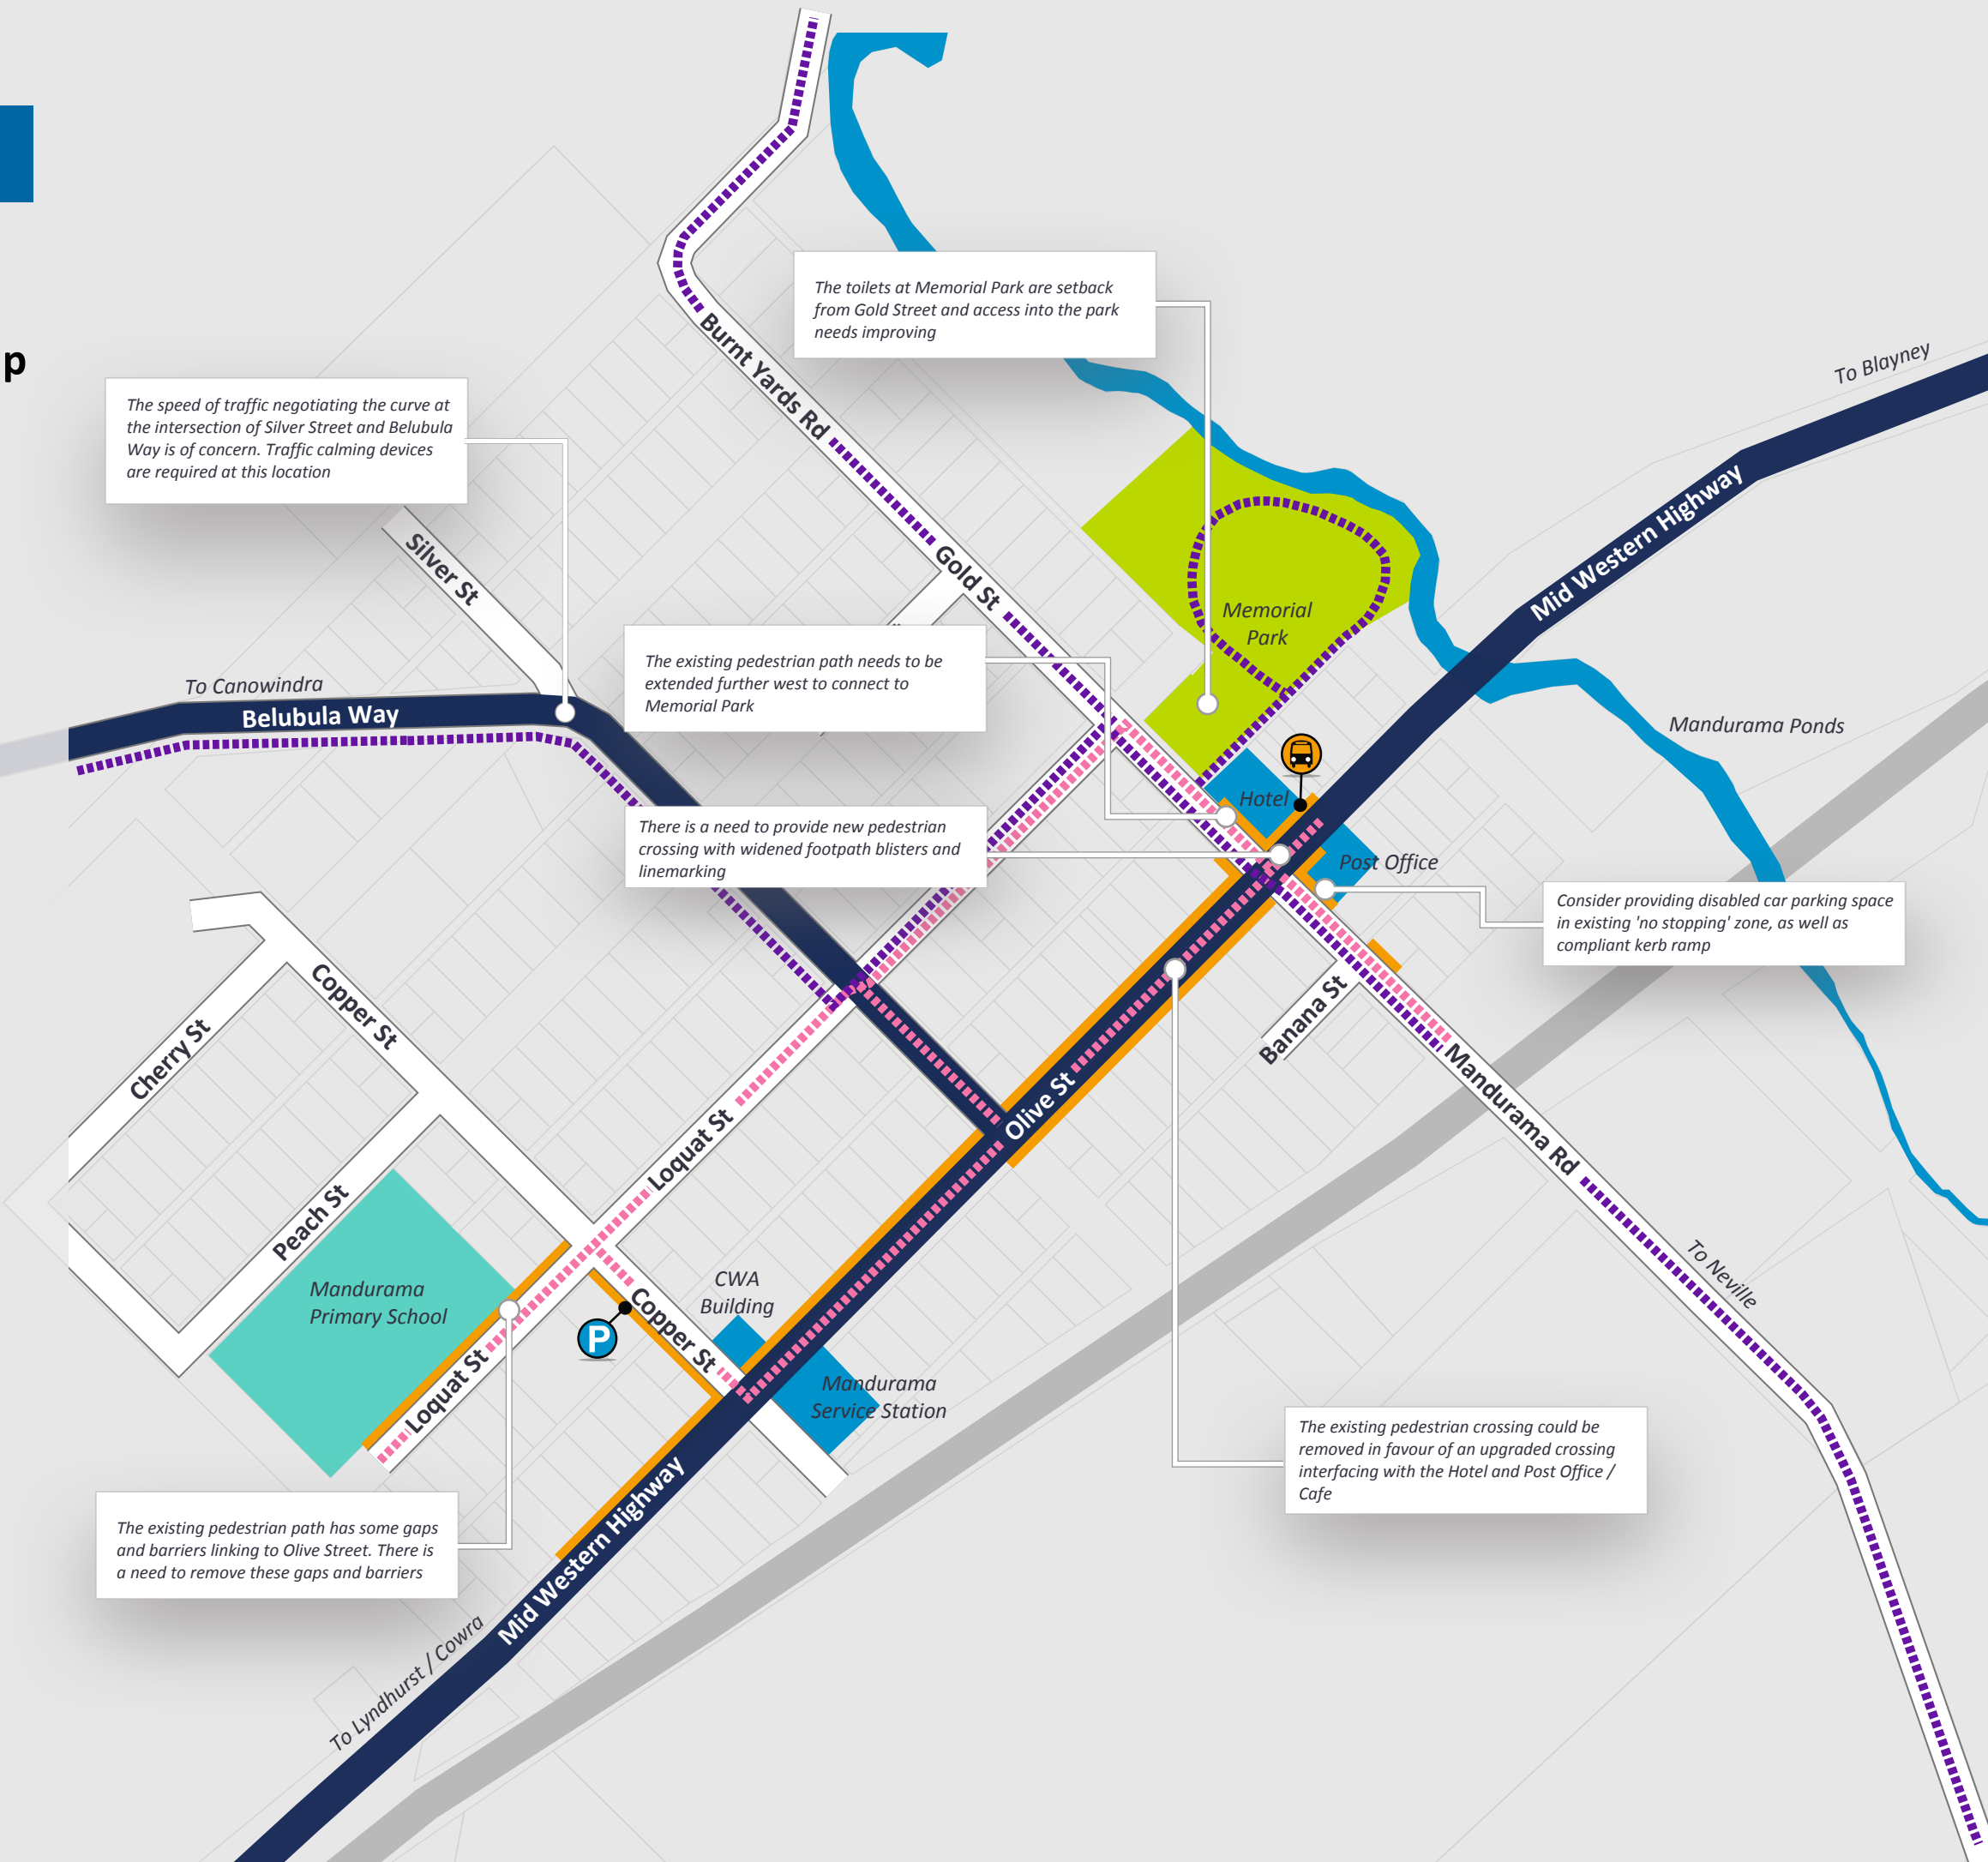 p
The toilets at Memorial Park are setback
from Gold Street and access into the park
needs improving
To Blayney
Burnt Yards Rd
The speed of traffic negotiating the curve at
the intersection of Silver Street and Belubula
Way is of concern. Traffic calming devices
are required at this location
Mid Western Highway
Silver St
Gold St
Memorial
Park
The existing pedestrian path needs to be
extended further west to connect to
Memorial Park
To Canowindra
Belubula Way
Mandurama Ponds
Hotel
There is a need to provide new pedestrian
crossing with widened footpath blisters and
linemarking
Post Office
Consider providing disabled car parking space
in existing 'no stopping' zone, as well as
compliant kerb ramp
Copper St
Cherry St
Banana St
Mandurama Rd
Olive St
Loquat St
Peach St
To Neville
Mandurama
Primary School
CWA
Building
P
Copper St
Loquat St
Mandurama
Service Station
The existing pedestrian crossing could be
removed in favour of an upgraded crossing
interfacing with the Hotel and Post Office /
Cafe
The existing pedestrian path has some gaps
and barriers linking to Olive Street. There is
a need to remove these gaps and barriers
Mid Western Highway
To Lyndhurst / Cowra